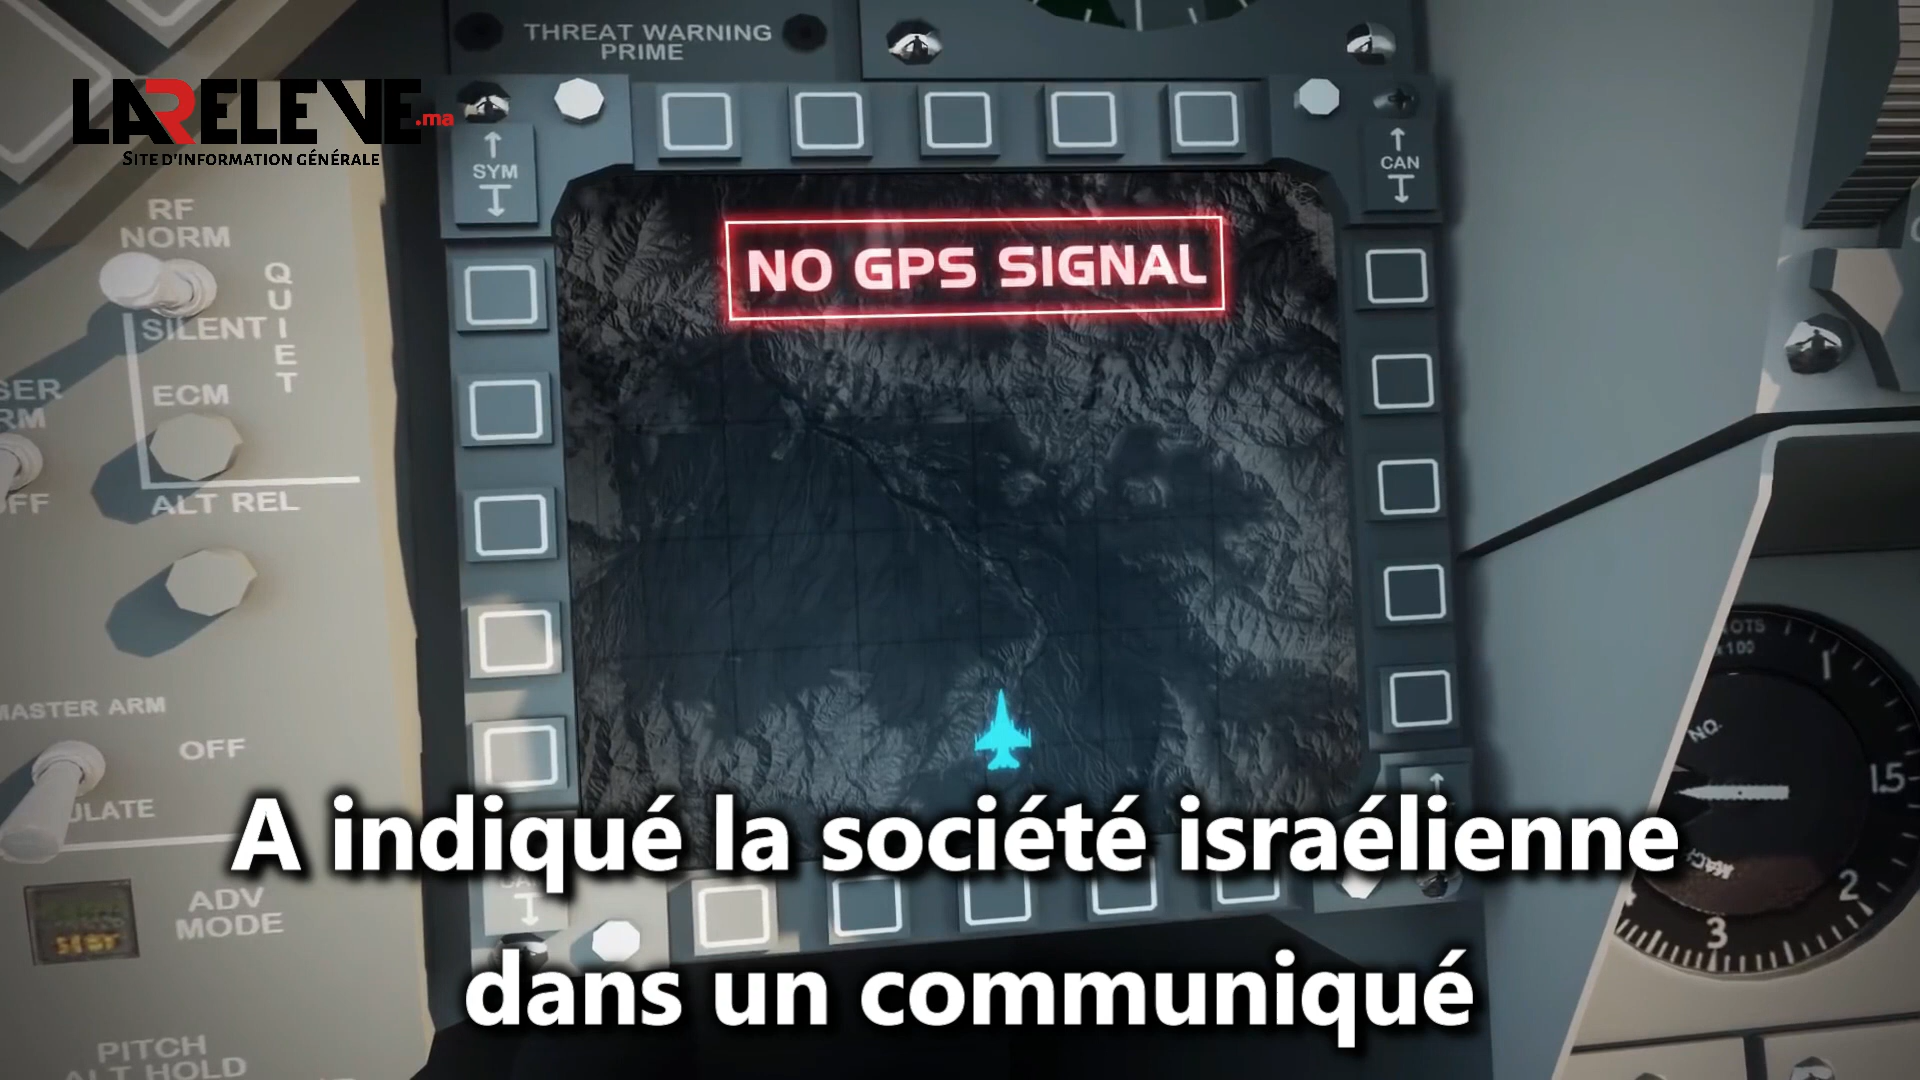 THREAT WARNING
PRIME
LARELEVE.ma
SITE D'INFORMATION GÉNÉRALE
SYM
CAN
RF
NORM
QUIET
SILENT
ECM
ALT REL
NO GPS SIGNAL
MASTER ARM
OFF
ADV
MODE
PITCH
ALT HOLD
NO.
1
1.5
2
3
A indiqué la société israélienne
dans un communiqué